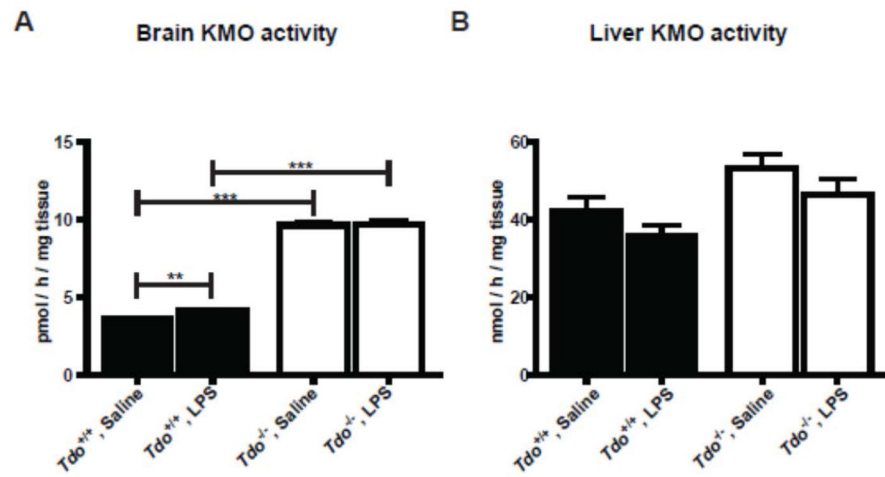 A
Brain KMO activity
pmol / h / mg tissue
15
10
5
0
***
***
**
Tdo+/+, Saline
Tdo+/+, LPS
Tdo-/-, Saline
Tdo-/-, LPS
B
Liver KMO activity
nmol / h / mg tissue
60
40
20
0
Tdo+/+, Saline
Tdo+/+, LPS
Tdo-/-, Saline
Tdo-/-, LPS